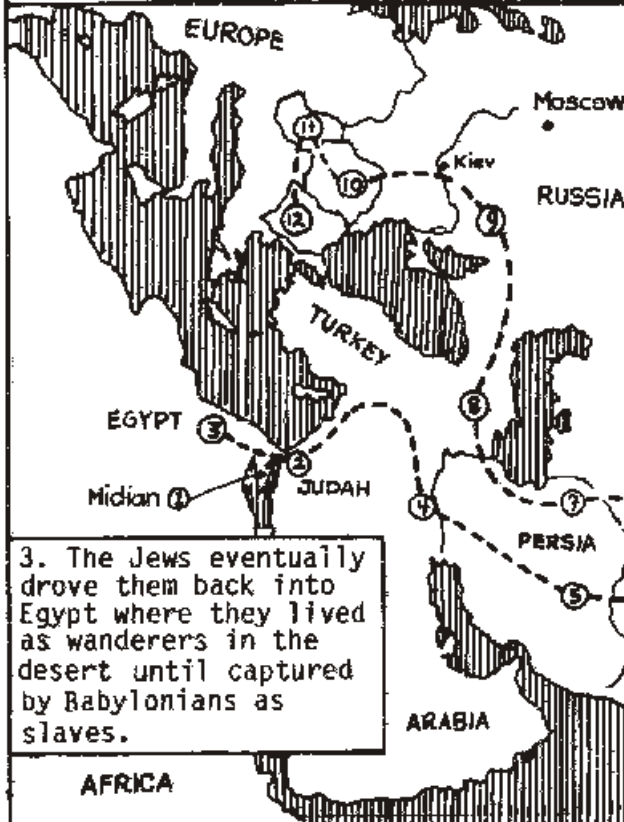 EUROPE
Moscow
11
Kiev
10
RUSSIA
12
9
TURKEY
8
EGYPT
3
2
Midian 1
JUDAH
4
7
PERSIA
5
3. The Jews eventually
drove them back into
Egypt where they lived
as wanderers in the
desert until captured
by Babylonians as
slaves.
ARABIA
AFRICA